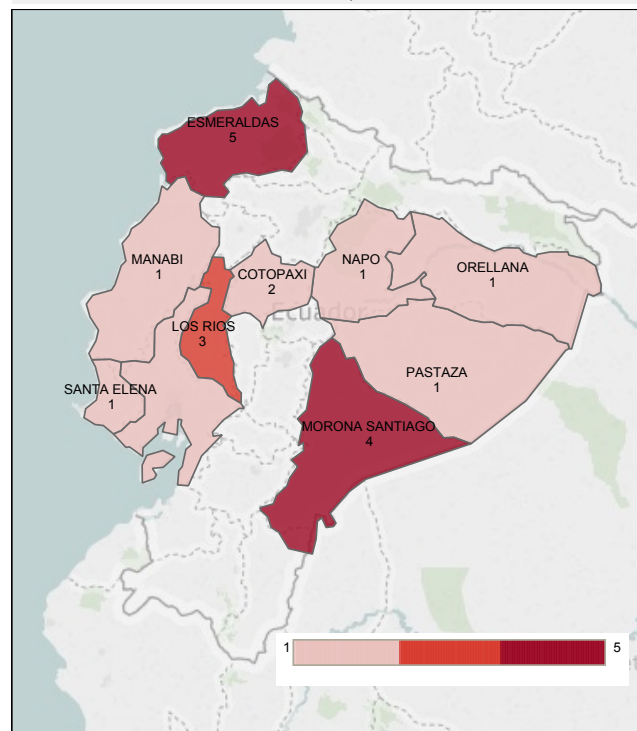 ESMERALDAS
5
MANABI
1
COTOPAXI
2
NAPO
1
ORELLANA
1
Ecuador
LOS RIOS
3
SANTA ELENA
1
PASTAZA
1
MORONA SANTIAGO
4
1
5